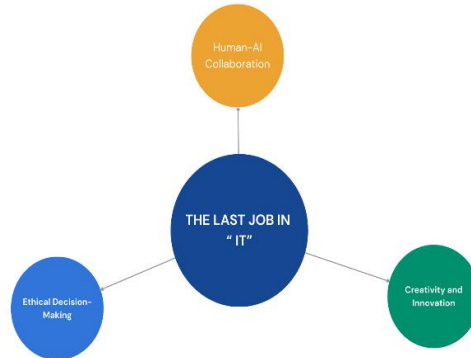 Human-AI
Collaboration
THE LAST JOB IN
“ IT”
Ethical Decision-
Making
Creativity and
Innovation